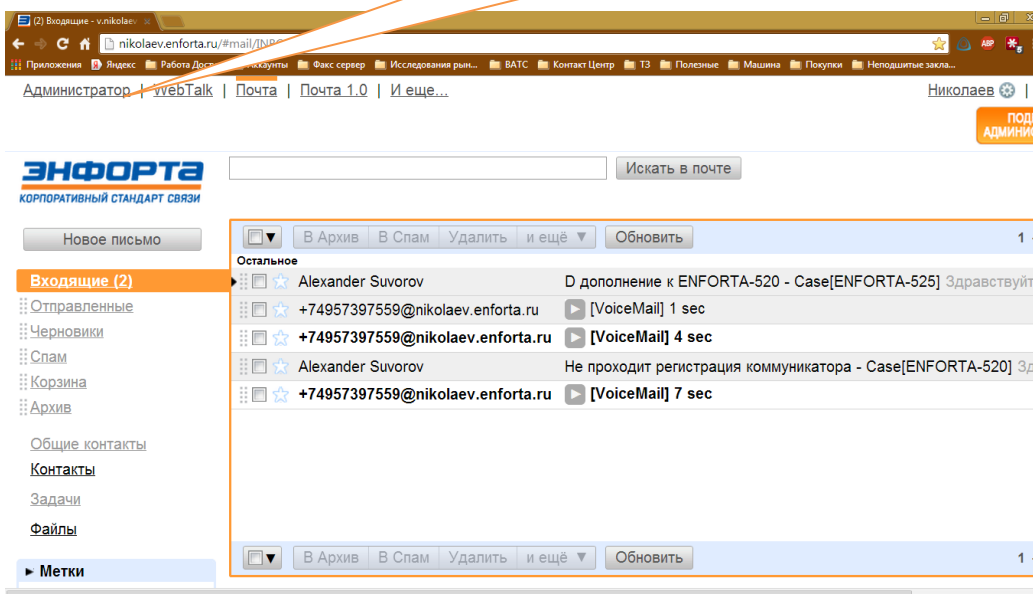 (2) Входящие - v.nikolaev
nikolaev.enforta.ru/#mail/INBO
Приложения Яндекс Работа Дост Аккаунты Факс сервер Исследования рын... ВАТС Контакт Центр ТЗ Полезные Машина Покупки Неподшитые закла...
Администратор | WebTalk | Почта | Почта 1.0 | И еще... Николаев |
ПОД
АДМИНИС
энфорта
КОРПОРАТИВНЫЙ СТАНДАРТ СВЯЗИ
Искать в почте
Новое письмо
В Архив В Спам Удалить и ещё ▼ Обновить 1 -
Остальное
Входящие (2)
Alexander Suvorov D дополнение к ENFORTA-520 - Case[ENFORTA-525] Здравствуйт
Отправленные
+74957397559@nikolaev.enforta.ru [VoiceMail] 1 sec
Черновики
+74957397559@nikolaev.enforta.ru [VoiceMail] 4 sec
Спам
Alexander Suvorov Не проходит регистрация коммуникатора - Case[ENFORTA-520] Зд
Корзина
+74957397559@nikolaev.enforta.ru [VoiceMail] 7 sec
Архив
Общие контакты
Контакты
Задачи
Файлы
В Архив В Спам Удалить и ещё ▼ Обновить 1 -
► Метки